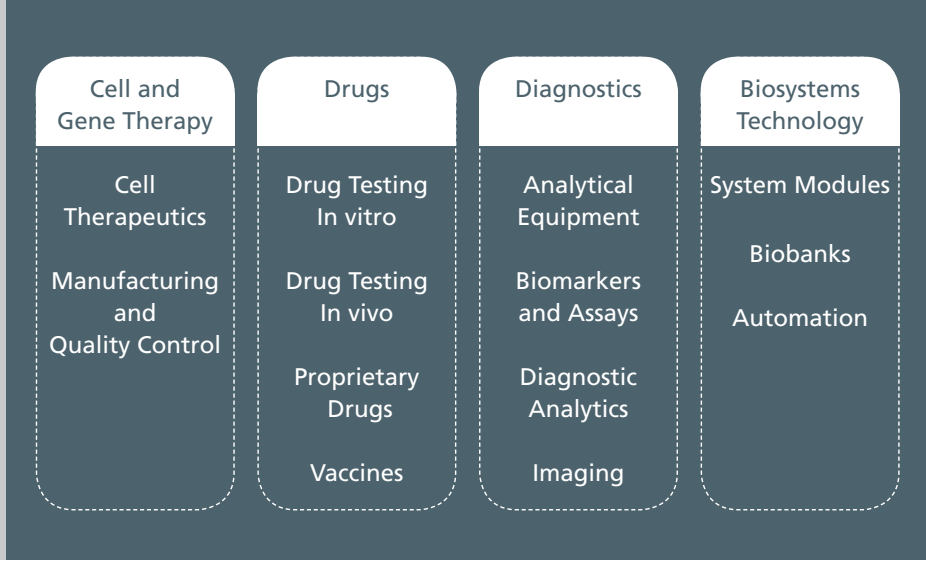 Cell and
Gene Therapy
Cell
Therapeutics
Manufacturing
and
Quality Control
Drugs
Drug Testing
In vitro
Drug Testing
In vivo
Proprietary
Drugs
Vaccines
Diagnostics
Analytical
Equipment
Biomarkers
and Assays
Diagnostic
Analytics
Imaging
Biosystems
Technology
System Modules
Biobanks
Automation